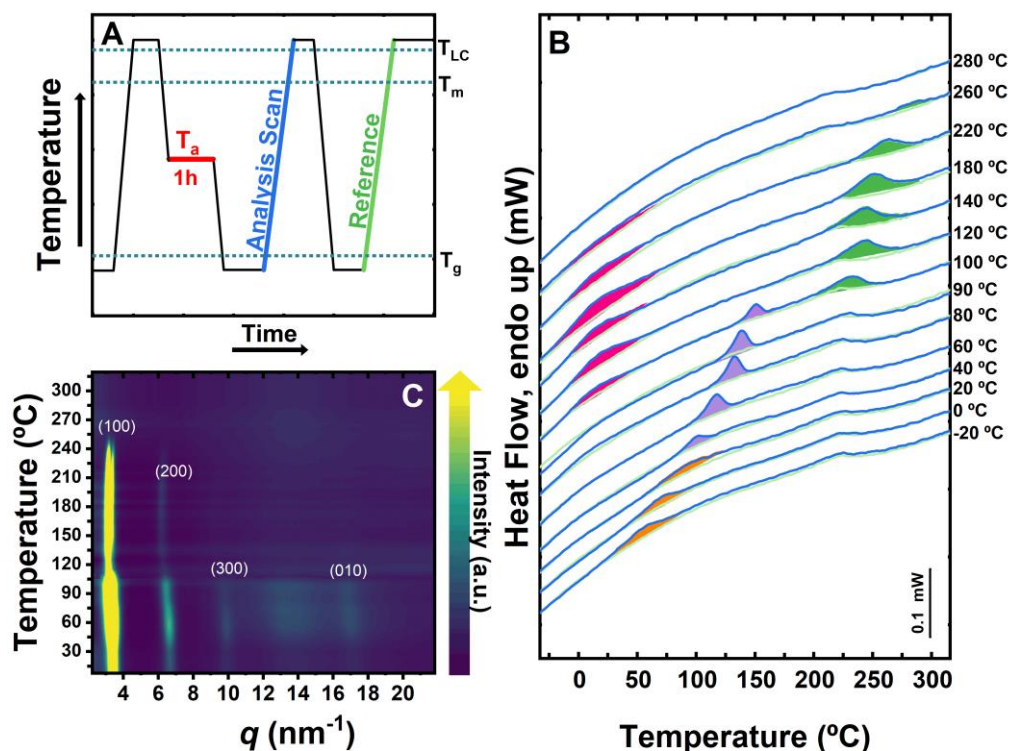 A
T_LC
T_m
T_a
1h
Analysis Scan
Reference
T_g
Temperature
Time
B
280 ºC
260 ºC
220 ºC
180 ºC
140 ºC
120 ºC
100 ºC
90 ºC
80 ºC
60 ºC
40 ºC
20 ºC
0 ºC
-20 ºC
Heat Flow, endo up (mW)
0.1 mW
0 50 100 150 200 250 300
Temperature (ºC)
C
(100)
(200)
(300)
(010)
Intensity (a.u.)
Temperature (ºC)
300
270
240
210
180
150
120
90
60
30
4 6 8 10 12 14 16 18 20
q (nm⁻¹)